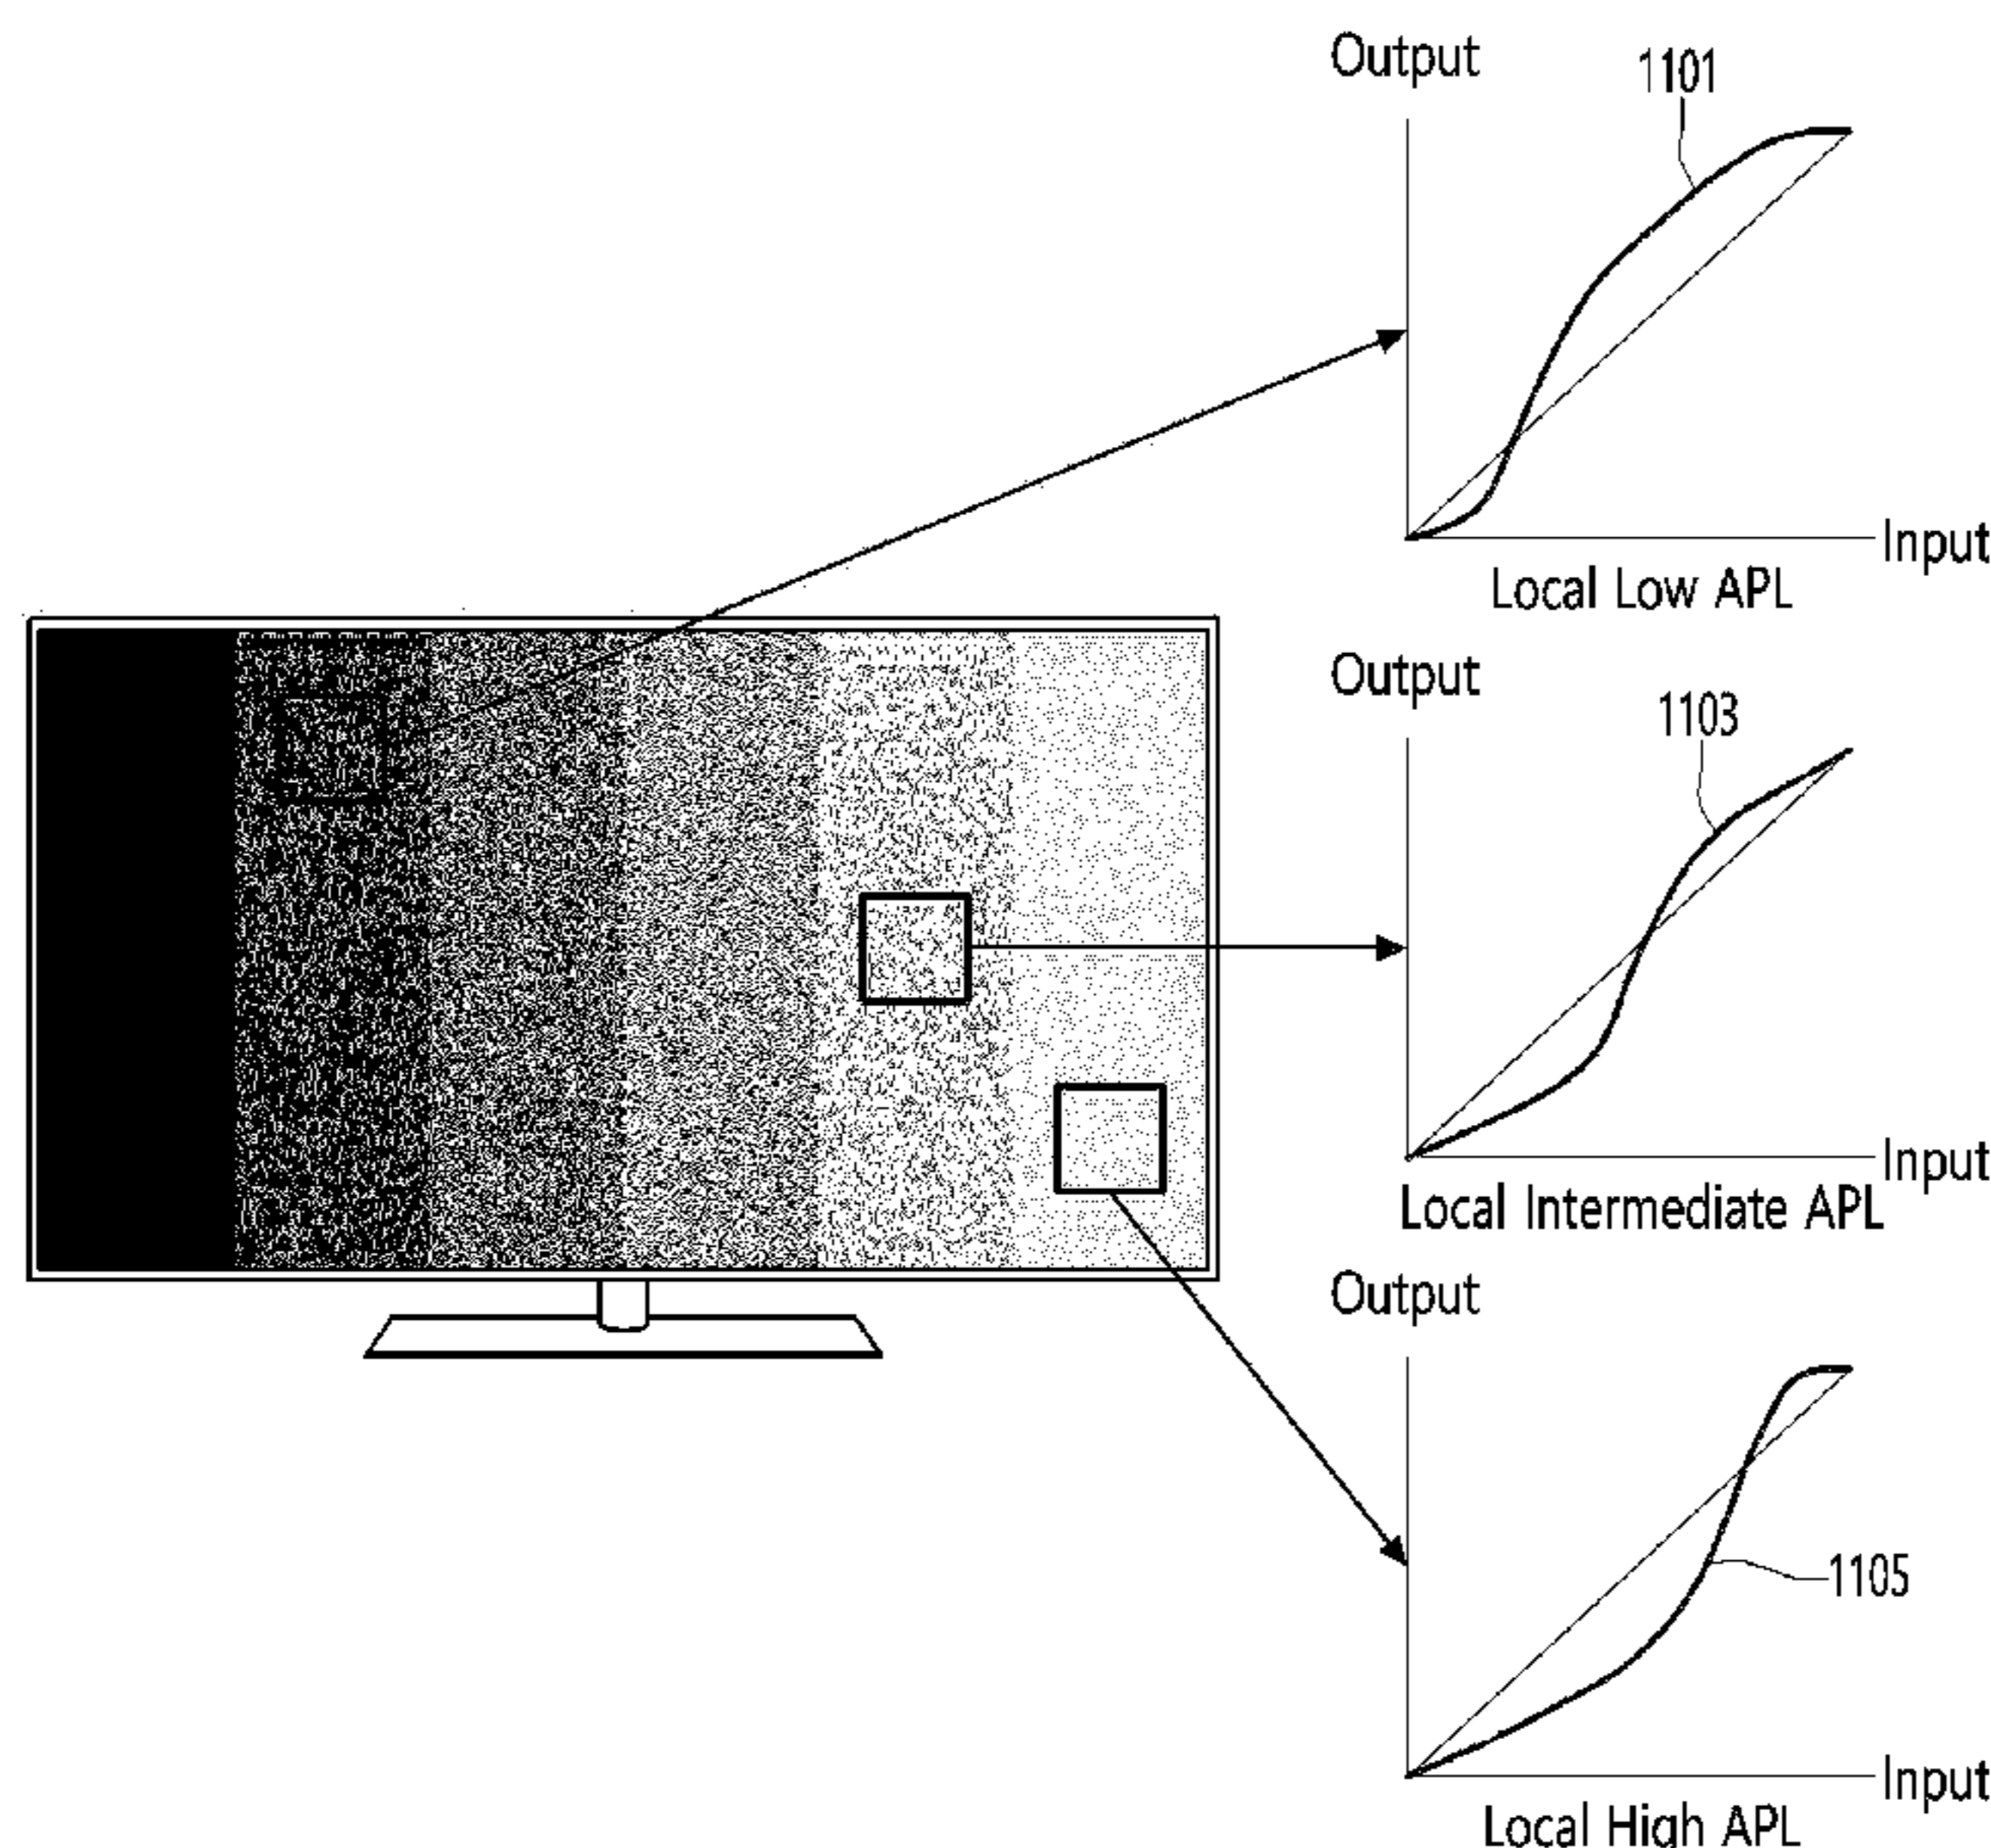 Output
1101
Input
Local Low APL
Output
1103
Input
Local Intermediate APL
Output
1105
Input
Local High APL